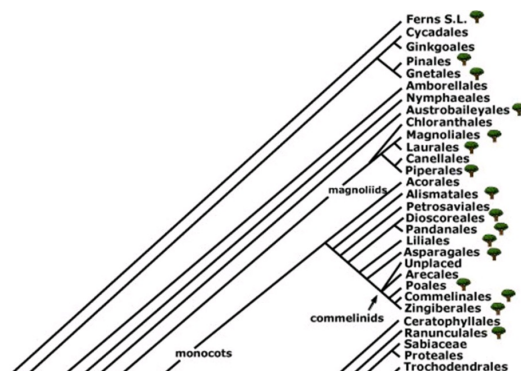 Ferns S.L.
Cycadales
Ginkgoales
Pinales
Gnetales
Amborellales
Nymphaeales
Austrobaileyales
Chloranthales
Magnoliales
Laurales
Canellales
Piperales
magnoliids
Acorales
Alismatales
Petrosaviales
Dioscoreales
Pandanales
Liliales
Asparagales
Unplaced
Arecales
Poales
Commelinales
Zingiberales
commelinids
Ceratophyllales
Ranunculales
Sabiaceae
monocots
Proteales
Trochodendrales